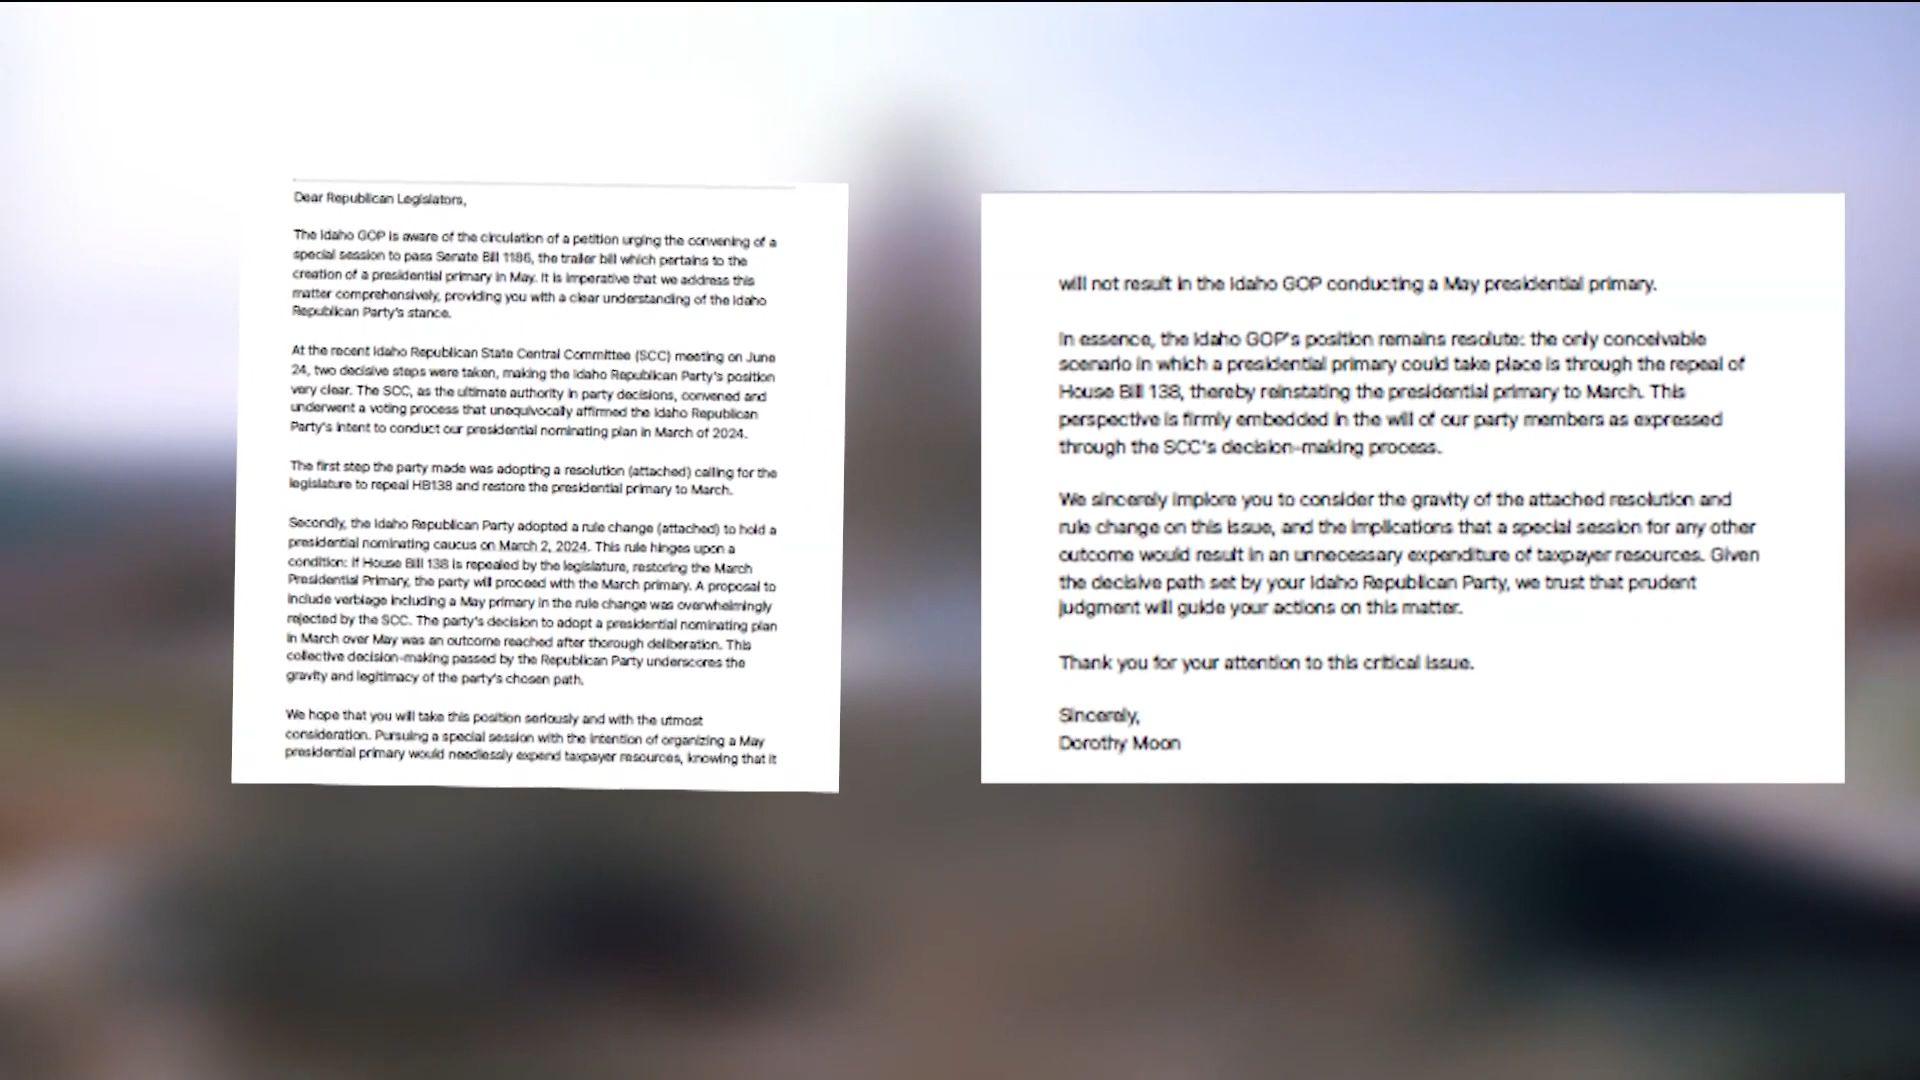 Dear Republican Legislators,
The Idaho GOP is aware of the circulation of a petition urging the convening of a
special session to pass Senate Bill 1186, the trailer bill which pertains to the
creation of a presidential primary in May. It is imperative that we address this
matter comprehensively, providing you with a clear understanding of the Idaho
Republican Party's stance.
At the recent Idaho Republican State Central Committee (SCC) meeting on June
24, two decisive steps were taken, making the Idaho Republican Party's position
very clear. The SCC, as the ultimate authority in party decisions, convened and
underwent a voting process that unequivocally affirmed the Idaho Republican
Party's intent to conduct our presidential nominating plan in March of 2024.
The first step the party made was adopting a resolution (attached) calling for the
legislature to repeal HB138 and restore the presidential primary to March.
Secondly, the Idaho Republican Party adopted a rule change (attached) to hold a
presidential nominating caucus on March 2, 2024. This rule hinges upon a
condition: if House Bill 138 is repealed by the legislature, restoring the March
Presidential Primary, the party will proceed with the March primary. A proposal to
include verbiage including a May primary in the rule change was overwhelmingly
rejected by the SCC. The party's decision to adopt a presidential nominating plan
in March over May was an outcome reached after thorough deliberation. This
collective decision-making passed by the Republican Party underscores the
gravity and legitimacy of the party's chosen path.
We hope that you will take this position seriously and with the utmost
consideration. Pursuing a special session with the intention of organizing a May
presidential primary would needlessly expend taxpayer resources, knowing that it
will not result in the Idaho GOP conducting a May presidential primary.
In essence, the Idaho GOP's position remains resolute: the only conceivable
scenario in which a presidential primary could take place is through the repeal of
House Bill 138, thereby reinstating the presidential primary to March. This
perspective is firmly embedded in the will of our party members as expressed
through the SCC's decision-making process.
We sincerely implore you to consider the gravity of the attached resolution and
rule change on this issue, and the implications that a special session for any other
outcome would result in an unnecessary expenditure of taxpayer resources. Given
the decisive path set by your Idaho Republican Party, we trust that prudent
judgment will guide your actions on this matter.
Thank you for your attention to this critical issue.
Sincerely,
Dorothy Moon